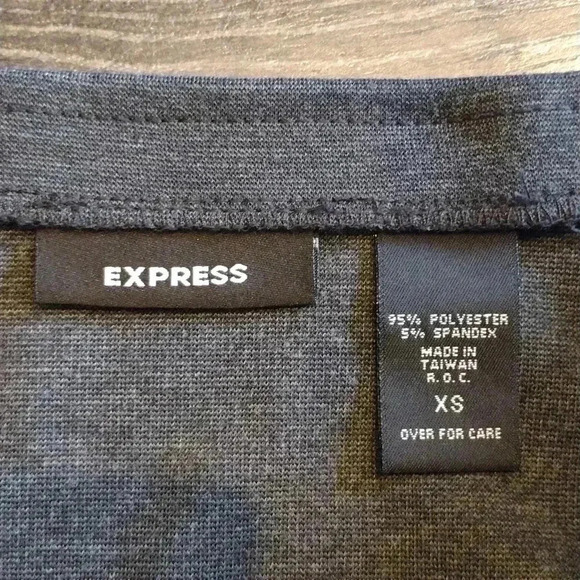 EXPRESS
95% POLYESTER
5% SPANDEX
MADE IN
TAIWAN
R.O.C.
XS
OVER FOR CARE